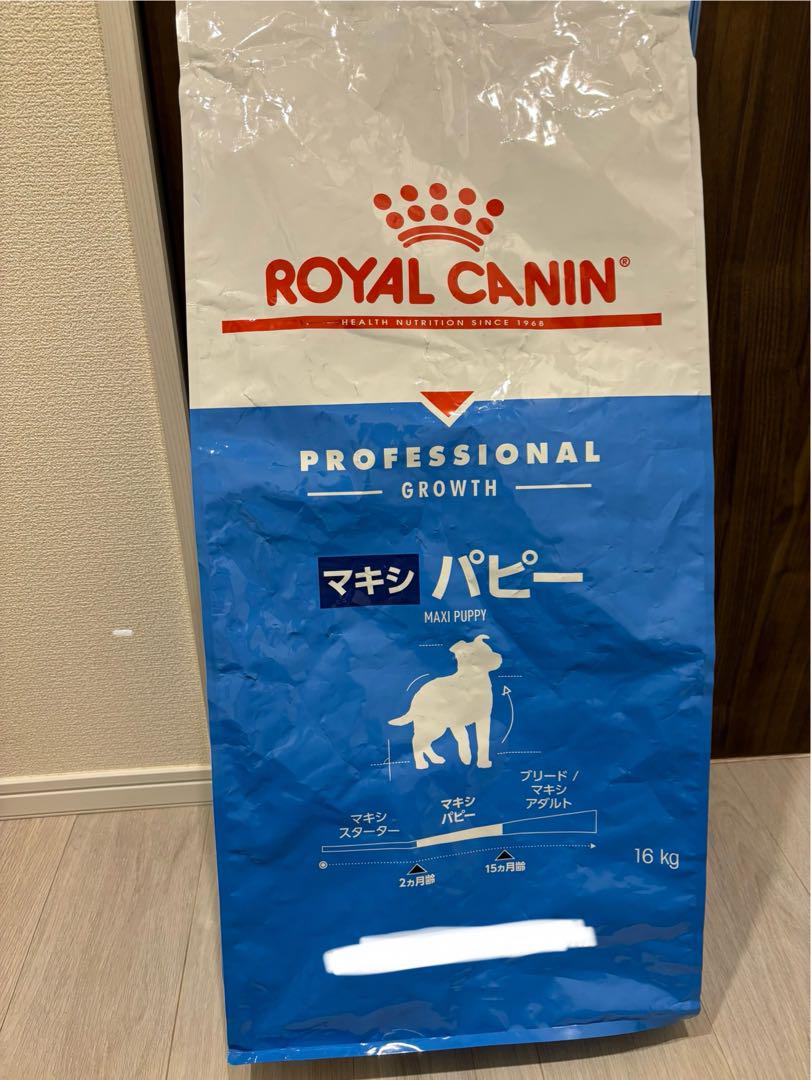 ROYAL CANIN®
HEALTH NUTRITION SINCE 1968
PROFESSIONAL
GROWTH
マキシ パピー
MAXI PUPPY
ブリード /
マキシ
アダルト
マキシ
パピー
マキシ
スターター
2ヵ月齢
15ヵ月齢
16 kg